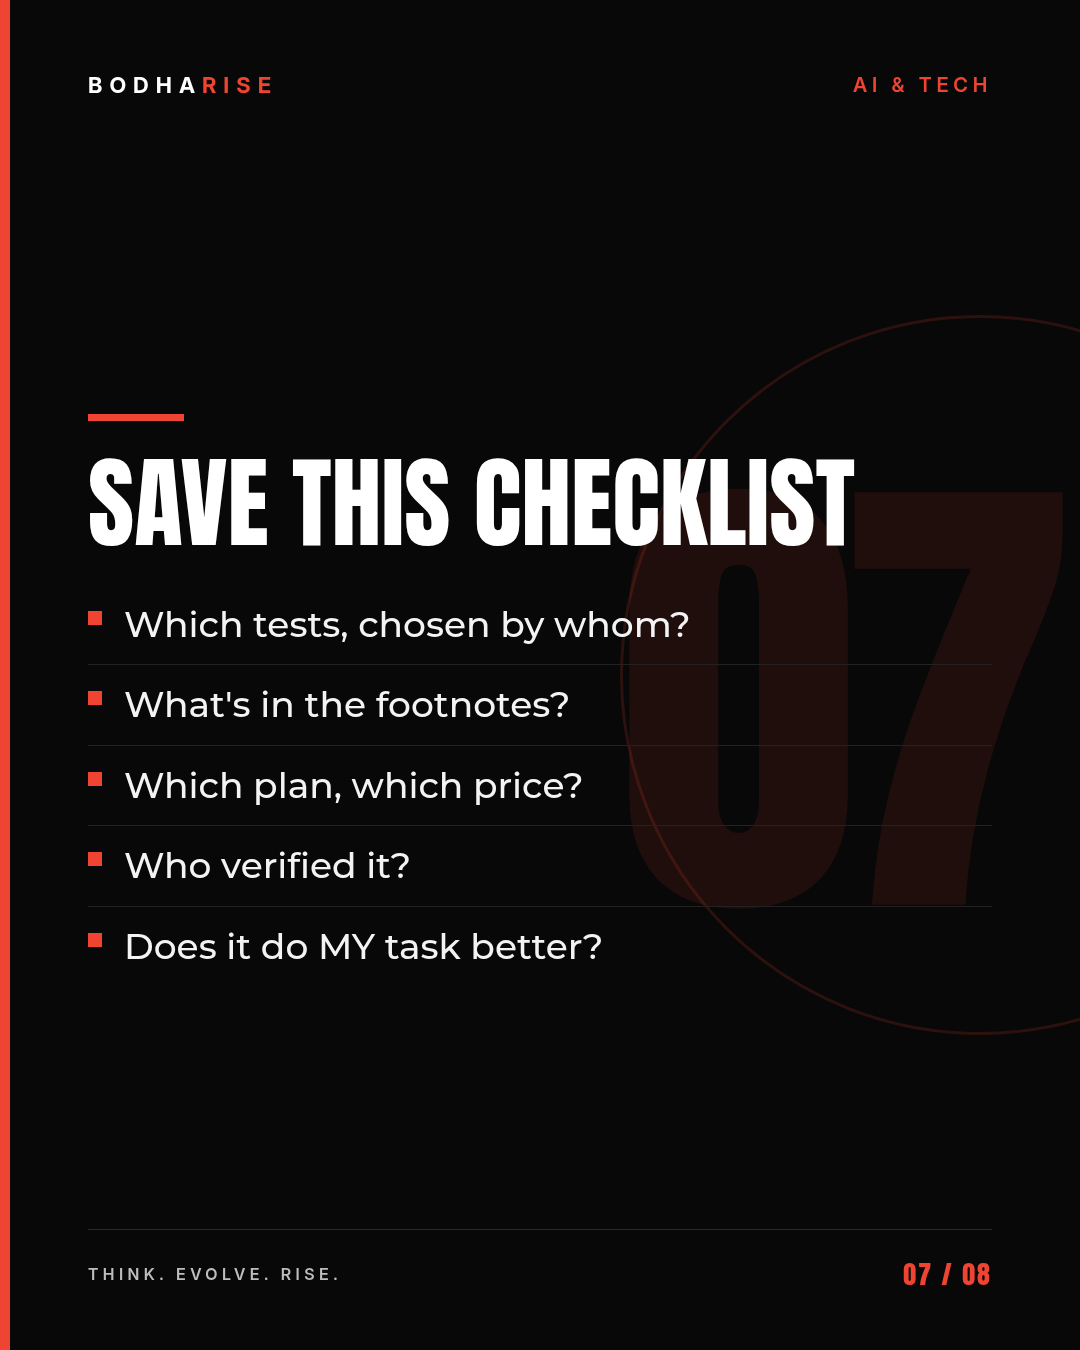 BODHARISE
AI & TECH
SAVE THIS CHECKLIST
Which tests, chosen by whom?
What's in the footnotes?
Which plan, which price?
Who verified it?
Does it do MY task better?
07
THINK. EVOLVE. RISE.
07 / 08